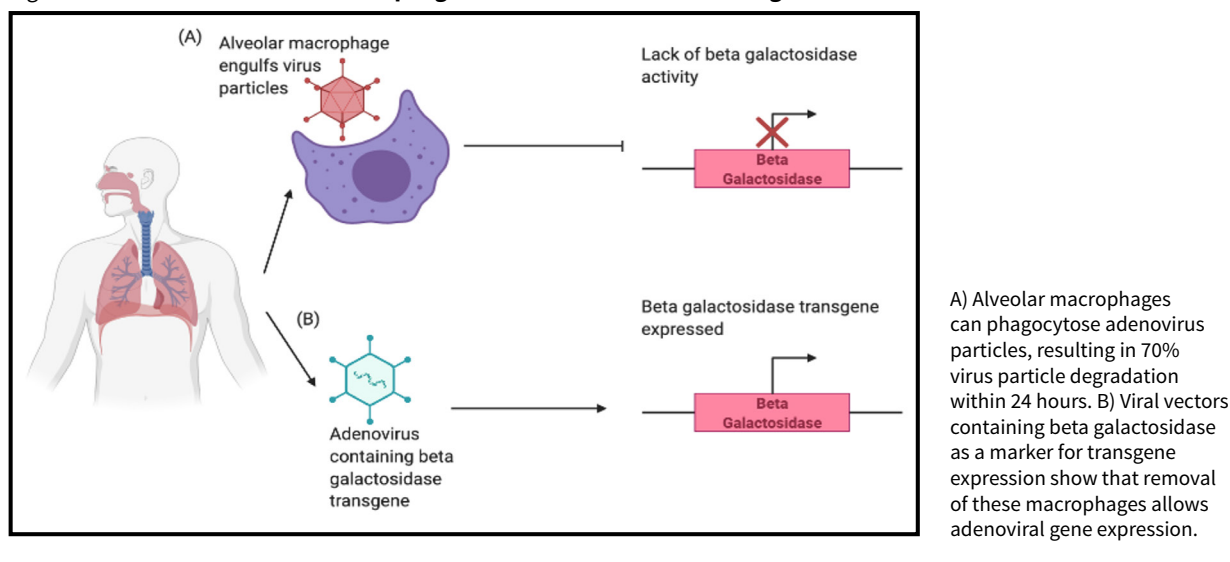 (A)
Alveolar macrophage
engulfs virus
particles
Lack of beta galactosidase
activity
Beta
Galactosidase
(B)
Adenovirus
containing beta
galactosidase
transgene
Beta galactosidase transgene
expressed
Beta
Galactosidase
A) Alveolar macrophages
can phagocytose adenovirus
particles, resulting in 70%
virus particle degradation
within 24 hours. B) Viral vectors
containing beta galactosidase
as a marker for transgene
expression show that removal
of these macrophages allows
adenoviral gene expression.